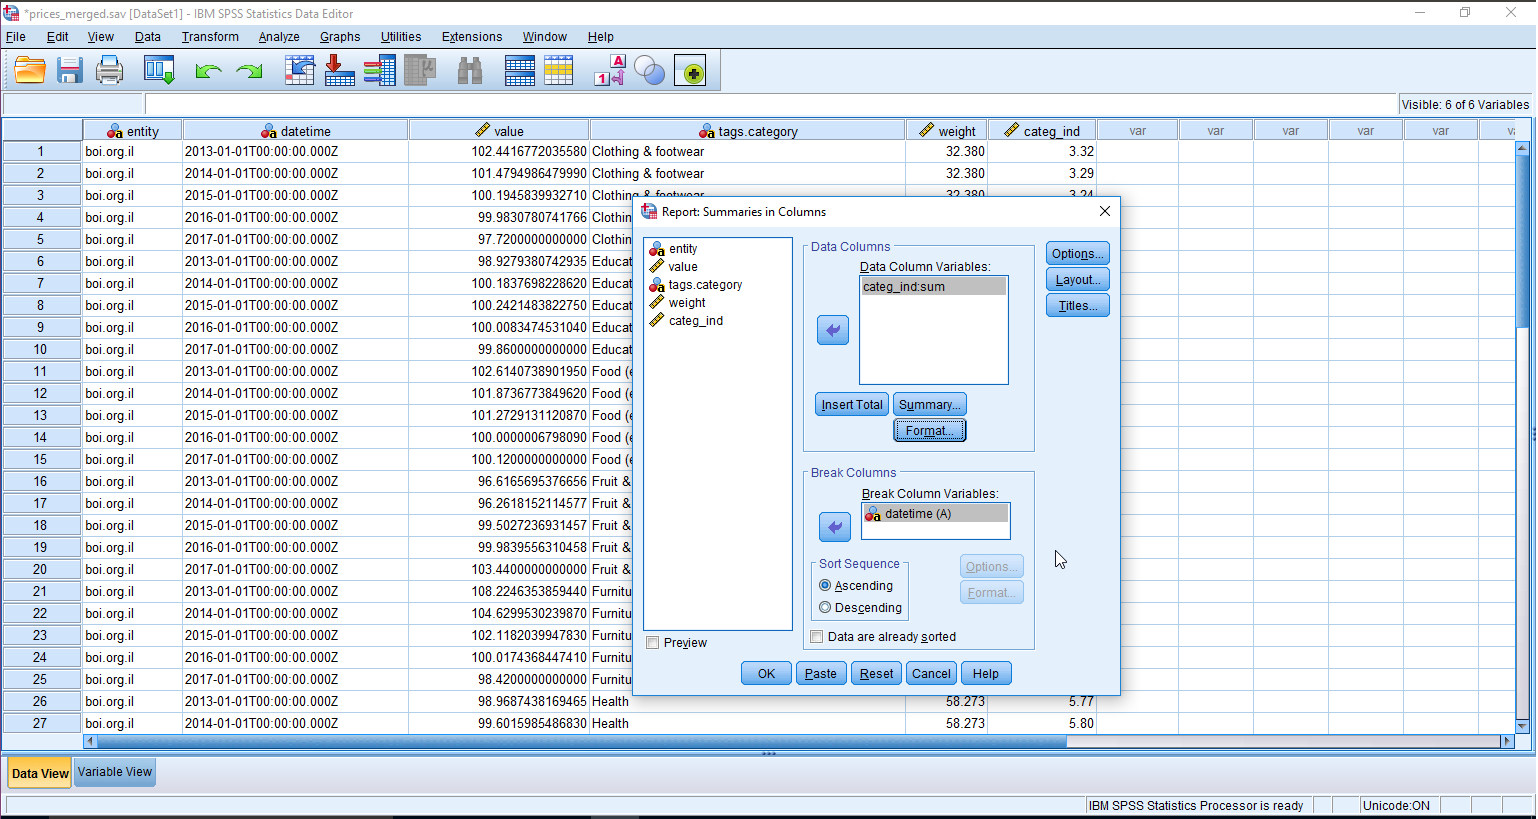 *prices_merged.sav [DataSet1] - IBM SPSS Statistics Data Editor
File Edit View Data Transform Analyze Graphs Utilities Extensions Window Help
Visible: 6 of 6 Variables
entity datetime value tags.category weight categ_ind var var var var var
1 boi.org.il 2013-01-01T00:00:00.000Z 102.4416772035580 Clothing & footwear 32.380 3.32
2 boi.org.il 2014-01-01T00:00:00.000Z 101.4794986479990 Clothing & footwear 32.380 3.29
3 boi.org.il 2015-01-01T00:00:00.000Z 100.1945839932710 Clothing & footwear 32.380 3.24
4 boi.org.il 2016-01-01T00:00:00.000Z 99.9830780741766 Clothin
5 boi.org.il 2017-01-01T00:00:00.000Z 97.7200000000000 Clothin
6 boi.org.il 2013-01-01T00:00:00.000Z 98.9279380742935 Educat
7 boi.org.il 2014-01-01T00:00:00.000Z 100.1837698228620 Educat
8 boi.org.il 2015-01-01T00:00:00.000Z 100.2421483822750 Educat
9 boi.org.il 2016-01-01T00:00:00.000Z 100.0083474531040 Educat
10 boi.org.il 2017-01-01T00:00:00.000Z 99.8600000000000 Educat
11 boi.org.il 2013-01-01T00:00:00.000Z 102.6140738901950 Food (e
12 boi.org.il 2014-01-01T00:00:00.000Z 101.8736773849620 Food (e
13 boi.org.il 2015-01-01T00:00:00.000Z 101.2729131120870 Food (e
14 boi.org.il 2016-01-01T00:00:00.000Z 100.0000006798090 Food (e
15 boi.org.il 2017-01-01T00:00:00.000Z 100.1200000000000 Food (e
16 boi.org.il 2013-01-01T00:00:00.000Z 96.6165695376656 Fruit &
17 boi.org.il 2014-01-01T00:00:00.000Z 96.2618152114577 Fruit &
18 boi.org.il 2015-01-01T00:00:00.000Z 99.5027236931457 Fruit &
19 boi.org.il 2016-01-01T00:00:00.000Z 99.9839556310458 Fruit &
20 boi.org.il 2017-01-01T00:00:00.000Z 103.4400000000000 Fruit &
21 boi.org.il 2013-01-01T00:00:00.000Z 108.2246353859440 Furnitu
22 boi.org.il 2014-01-01T00:00:00.000Z 104.6299530239870 Furnitu
23 boi.org.il 2015-01-01T00:00:00.000Z 102.1182039947830 Furnitu
24 boi.org.il 2016-01-01T00:00:00.000Z 100.0174368447410 Furnitu
25 boi.org.il 2017-01-01T00:00:00.000Z 98.4200000000000 Furnitu
26 boi.org.il 2013-01-01T00:00:00.000Z 98.9687438169465 Health 58.273 5.77
27 boi.org.il 2014-01-01T00:00:00.000Z 99.6015985486830 Health 58.273 5.80
Report: Summaries in Columns
entity
value
tags.category
weight
categ_ind
Preview
Data Columns
Data Column Variables:
categ_ind:sum
Insert Total Summary...
Format...
Break Columns
Break Column Variables:
datetime (A)
Sort Sequence
Ascending
Descending
Options...
Format...
Data are already sorted
Options...
Layout...
Titles...
OK Paste Reset Cancel Help
Data View Variable View
IBM SPSS Statistics Processor is ready Unicode:ON